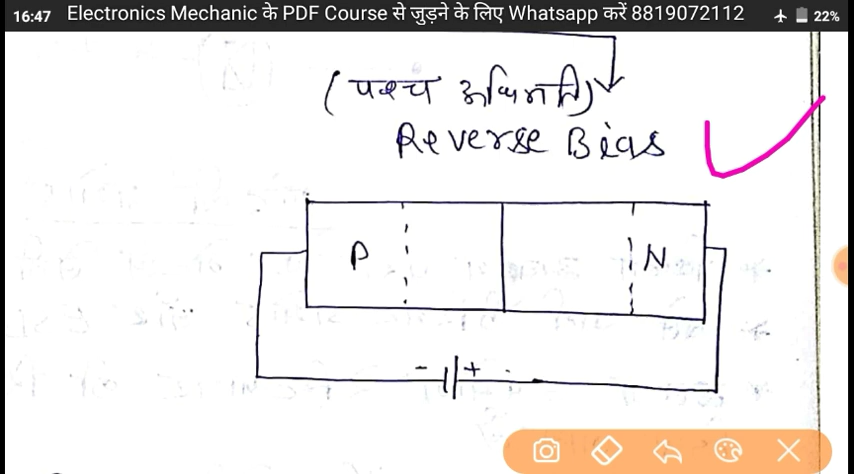 16:47 Electronics Mechanic के PDF Course से जुड़ने के लिए Whatsapp करें 8819072112 22%
(पश्च अभिनति)
Reverse Bias
P N
- +